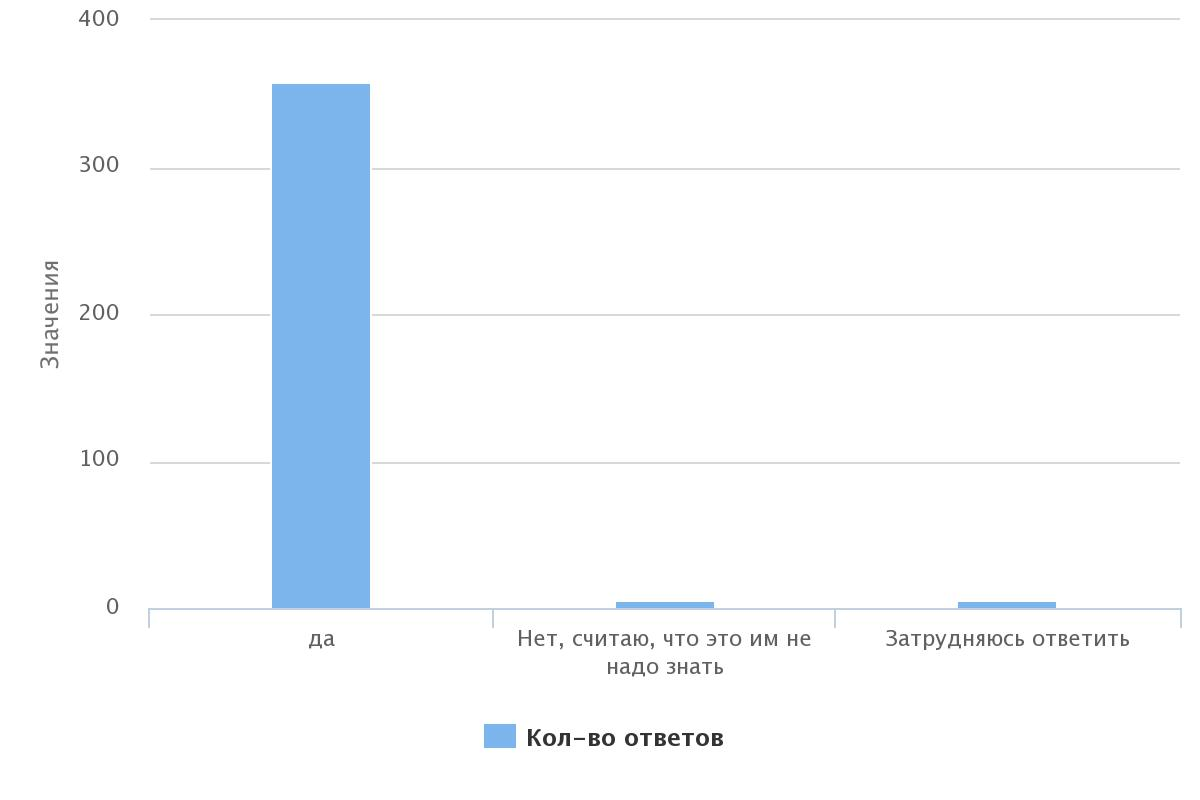 400
300
200
100
0
Значения
да
Нет, считаю, что это им не
надо знать
Затрудняюсь ответить
Кол-во ответов